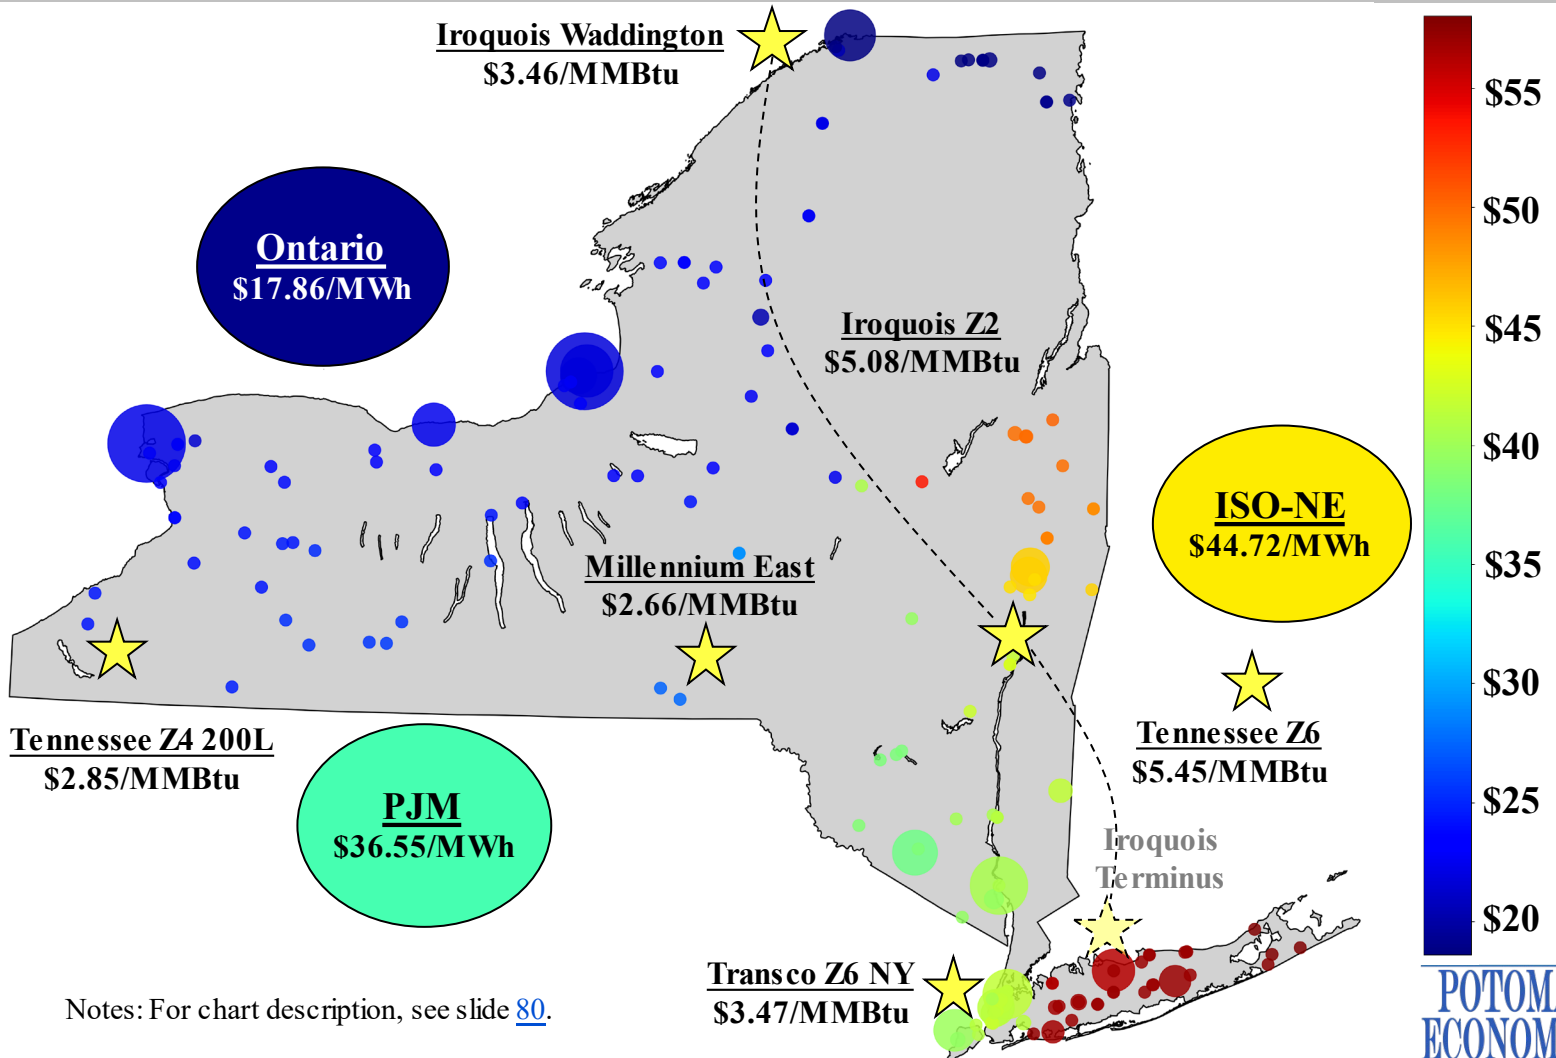 Iroquois Waddington
$3.46/MMBtu
Ontario
$17.86/MWh
Iroquois Z2
$5.08/MMBtu
ISO-NE
$44.72/MWh
Millennium East
$2.66/MMBtu
Tennessee Z4 200L
$2.85/MMBtu
Tennessee Z6
$5.45/MMBtu
PJM
$36.55/MWh
Iroquois
Terminus
Transco Z6 NY
$3.47/MMBtu
Notes: For chart description, see slide 80.
$55
$50
$45
$40
$35
$30
$25
$20
POTOM
ECONOM